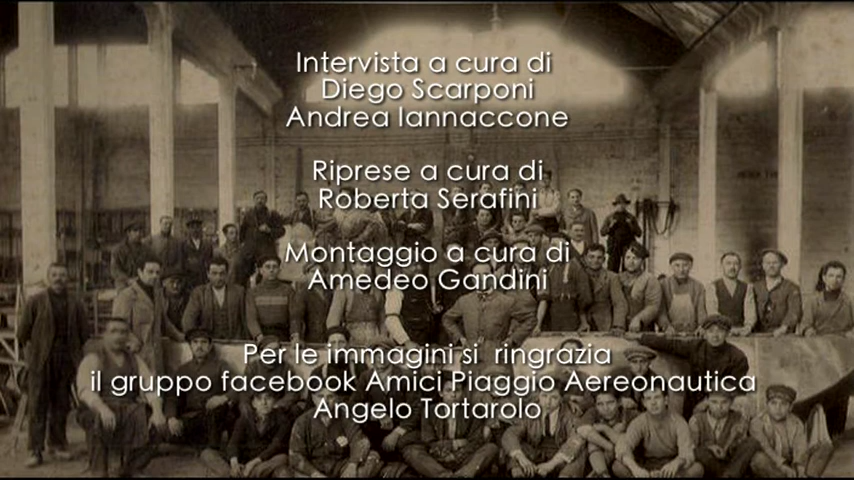 Intervista a cura di
Diego Scarponi
Andrea Iannaccone
Riprese a cura di
Roberta Serafini
Montaggio a cura di
Amedeo Gandini
Per le immagini si ringrazia
il gruppo facebook Amici Piaggio Aereonautica
Angelo Tortarolo